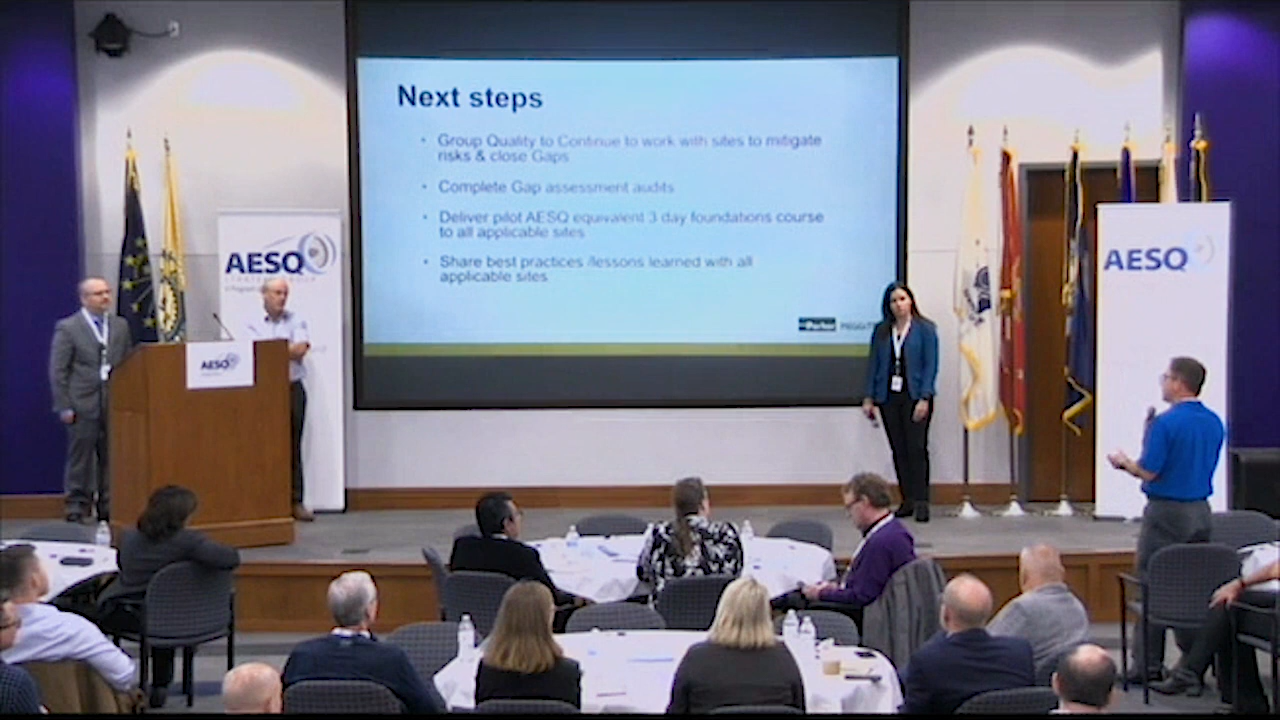 Next steps
• Group Quality to Continue to work with sites to mitigate
risks & close Gaps
• Complete Gap assessment audits
• Deliver pilot AESQ equivalent 3 day foundations course
to all applicable sites
• Share best practices /lessons learned with all
applicable sites
Parker MEGGITT
AESQ
AESQ
AESQ